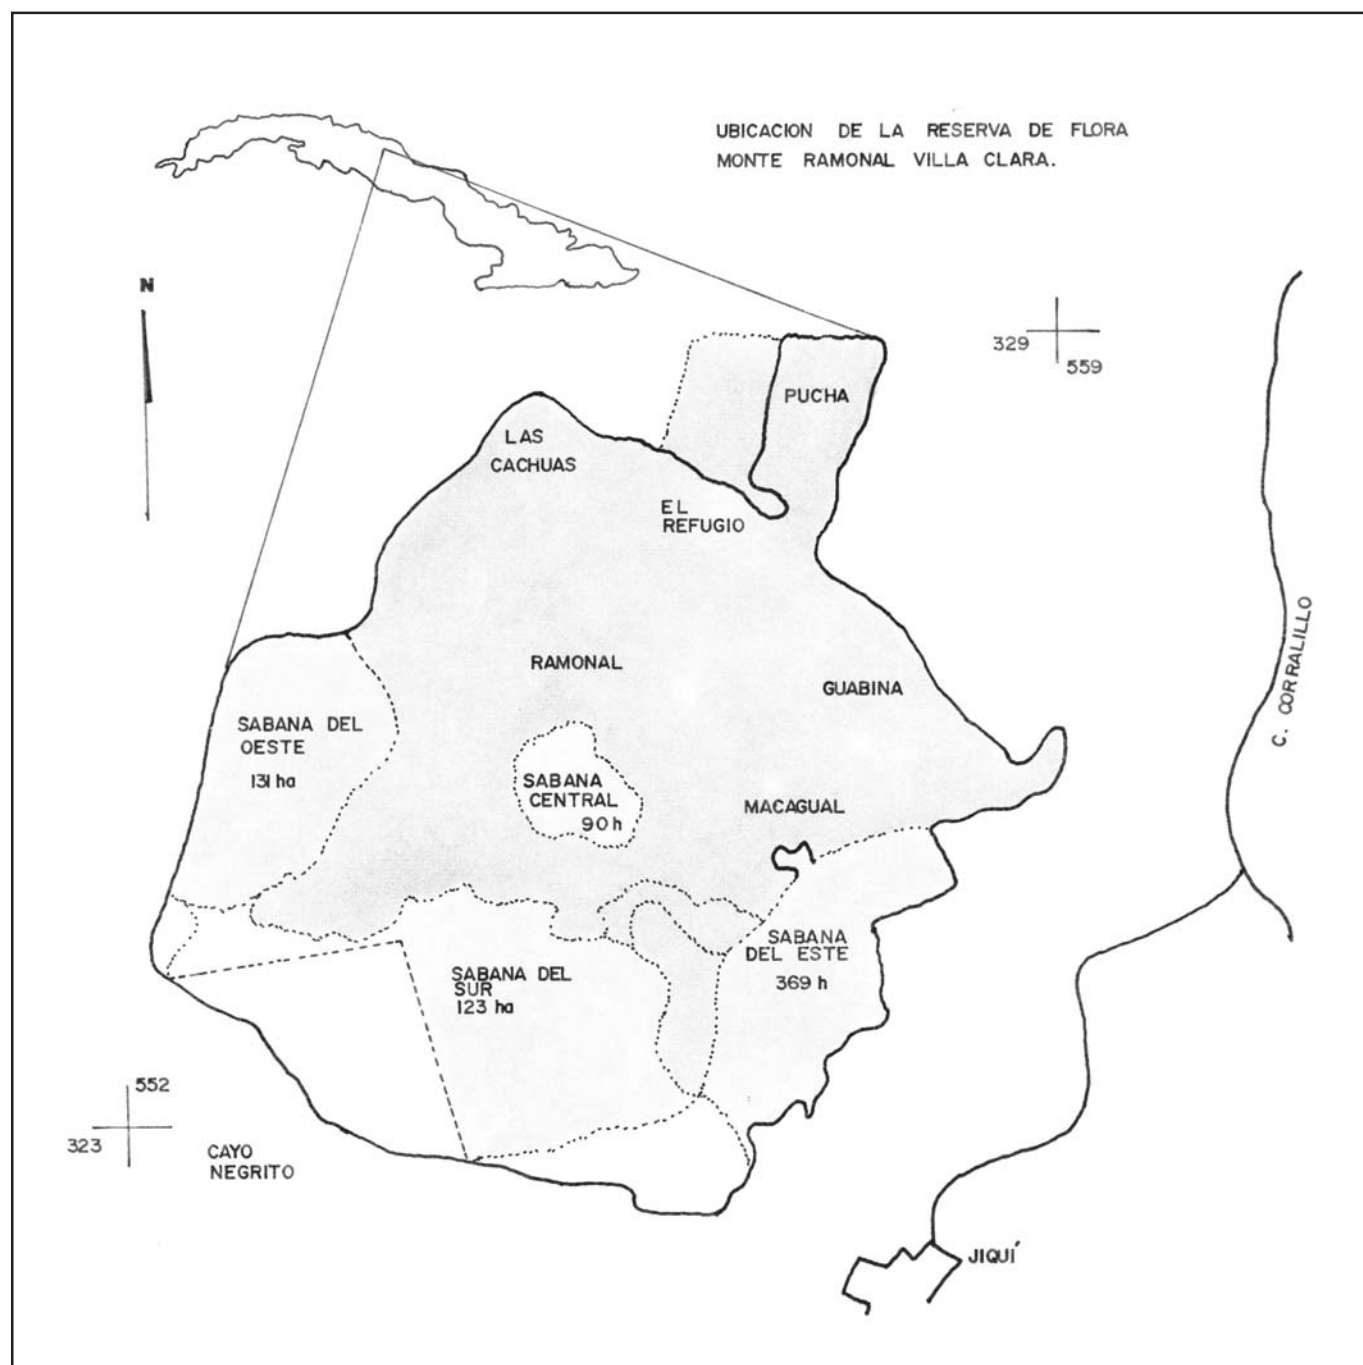 UBICACION DE LA RESERVA DE FLORA
MONTE RAMONAL VILLA CLARA.
N
329
559
PUCHA
LAS
CACHUAS
EL
REFUGIO
C. CORRALILLO
RAMONAL
GUABINA
SABANA DEL
OESTE
131 ha
SABANA
CENTRAL
90 h
MACAGUAL
SABANA
DEL ESTE
369 h
SABANA DEL
SUR
123 ha
552
323
CAYO
NEGRITO
JIQUÍ